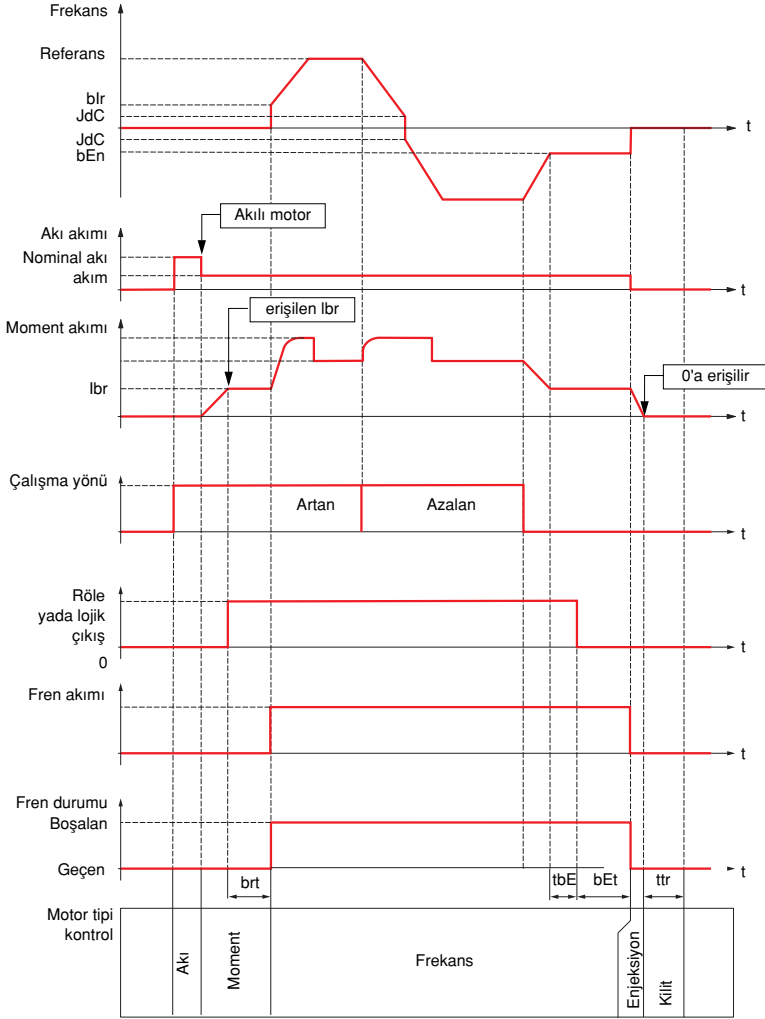 Frekans
Referans
bIr
JdC
t
JdC
bEn
Akılı motor
Akı akımı
Nominal akı
akım
t
erişilen Ibr
Moment akımı
0'a erişilir
Ibr
t
Çalışma yönü
Artan
Azalan
t
Röle
yada lojik
çıkış
0
t
Fren akımı
t
Fren durumu
Boşalan
Geçen
t
brt
tbE
bEt
ttr
Motor tipi
kontrol
Akı
Moment
Frekans
Enjeksiyon
Kilit